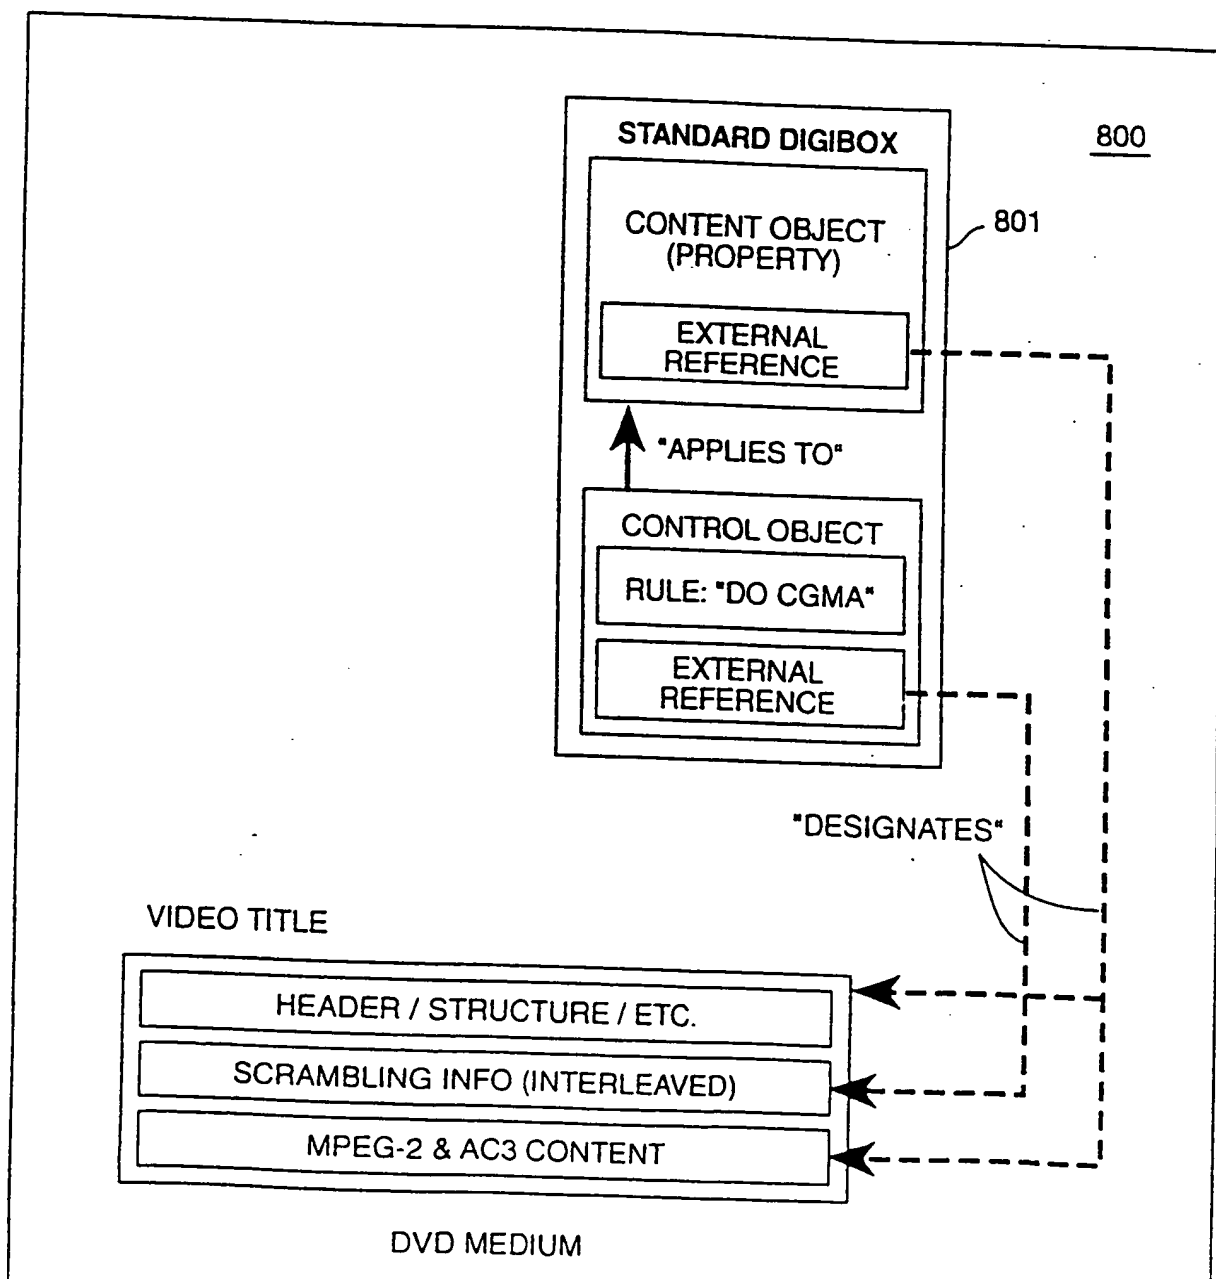 800
STANDARD DIGIBOX
801
CONTENT OBJECT
(PROPERTY)
EXTERNAL
REFERENCE
"APPLIES TO"
CONTROL OBJECT
RULE: "DO CGMA"
EXTERNAL
REFERENCE
"DESIGNATES"
VIDEO TITLE
HEADER / STRUCTURE / ETC.
SCRAMBLING INFO (INTERLEAVED)
MPEG-2 & AC3 CONTENT
DVD MEDIUM